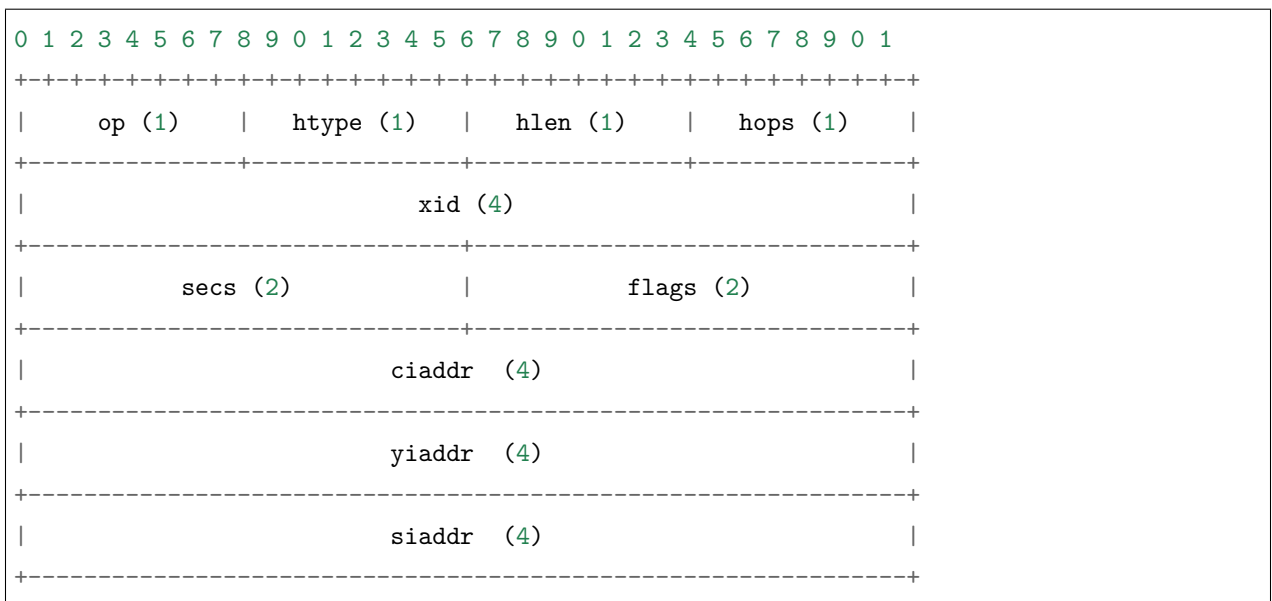 0 1 2 3 4 5 6 7 8 9 0 1 2 3 4 5 6 7 8 9 0 1 2 3 4 5 6 7 8 9 0 1
+-+-+-+-+-+-+-+-+-+-+-+-+-+-+-+-+-+-+-+-+-+-+-+-+-+-+-+-+-+-+-+-+
|     op (1)    |   htype (1)   |   hlen (1)    |   hops (1)    |
+---------------+---------------+---------------+---------------+
|                            xid (4)                            |
+-------------------------------+-------------------------------+
|           secs (2)            |           flags (2)           |
+-------------------------------+-------------------------------+
|                          ciaddr  (4)                          |
+---------------------------------------------------------------+
|                          yiaddr  (4)                          |
+---------------------------------------------------------------+
|                          siaddr  (4)                          |
+---------------------------------------------------------------+